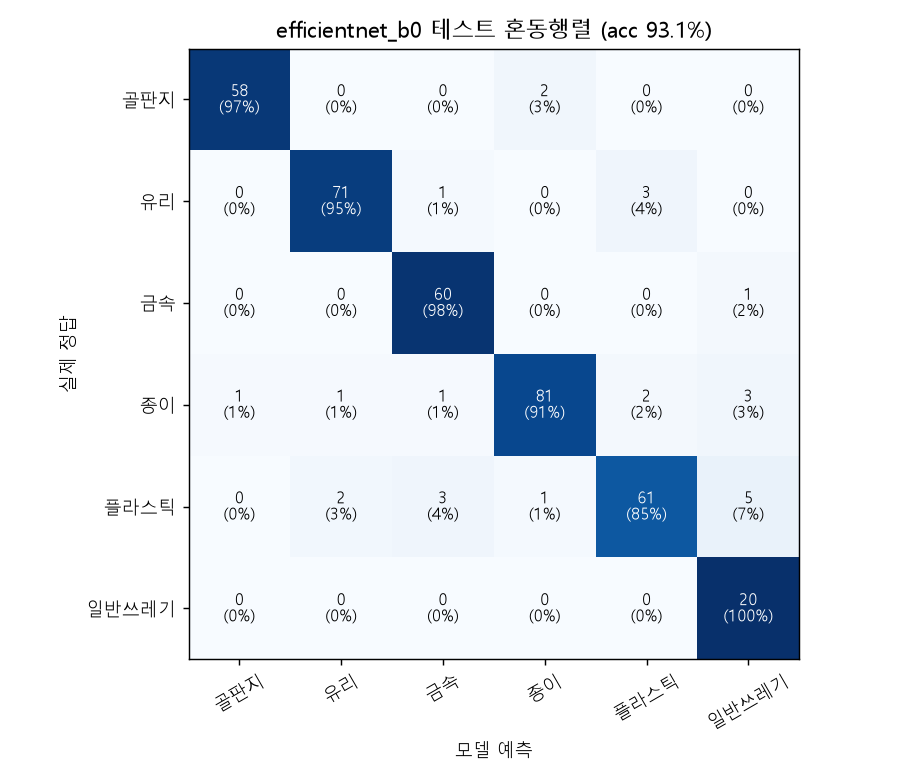 efficientnet_b0 테스트 혼동행렬 (acc 93.1%)
실제 정답
골판지
58 0 0 2 0 0
(97%) (0%) (0%) (3%) (0%) (0%)
유리
0 71 1 0 3 0
(0%) (95%) (1%) (0%) (4%) (0%)
금속
0 0 60 0 0 1
(0%) (0%) (98%) (0%) (0%) (2%)
종이
1 1 1 81 2 3
(1%) (1%) (1%) (91%) (2%) (3%)
플라스틱
0 2 3 1 61 5
(0%) (3%) (4%) (1%) (85%) (7%)
일반쓰레기
0 0 0 0 0 20
(0%) (0%) (0%) (0%) (0%) (100%)
골판지 유리 금속 종이 플라스틱 일반쓰레기
모델 예측